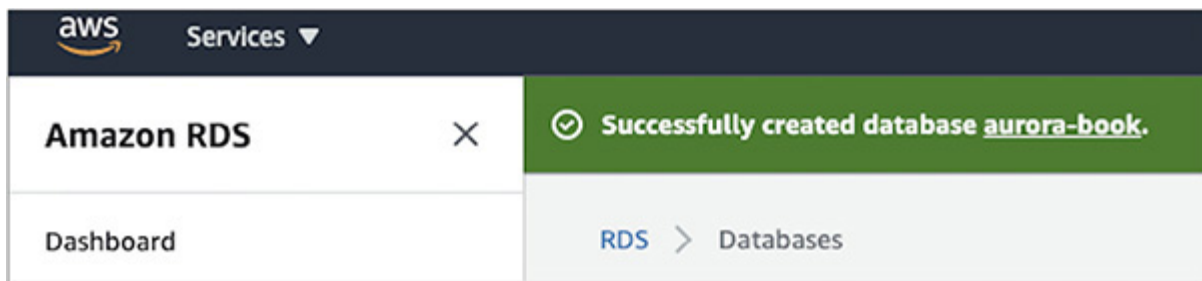 aws Services ▼
Amazon RDS
Successfully created database aurora-book.
Dashboard
RDS > Databases